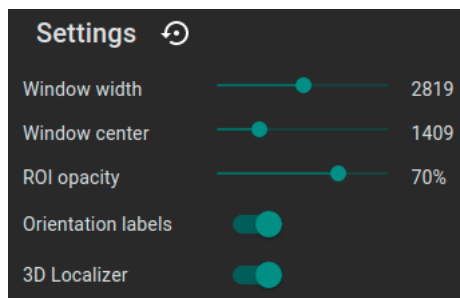 Settings
Window width 2819
Window center 1409
ROI opacity 70%
Orientation labels
3D Localizer